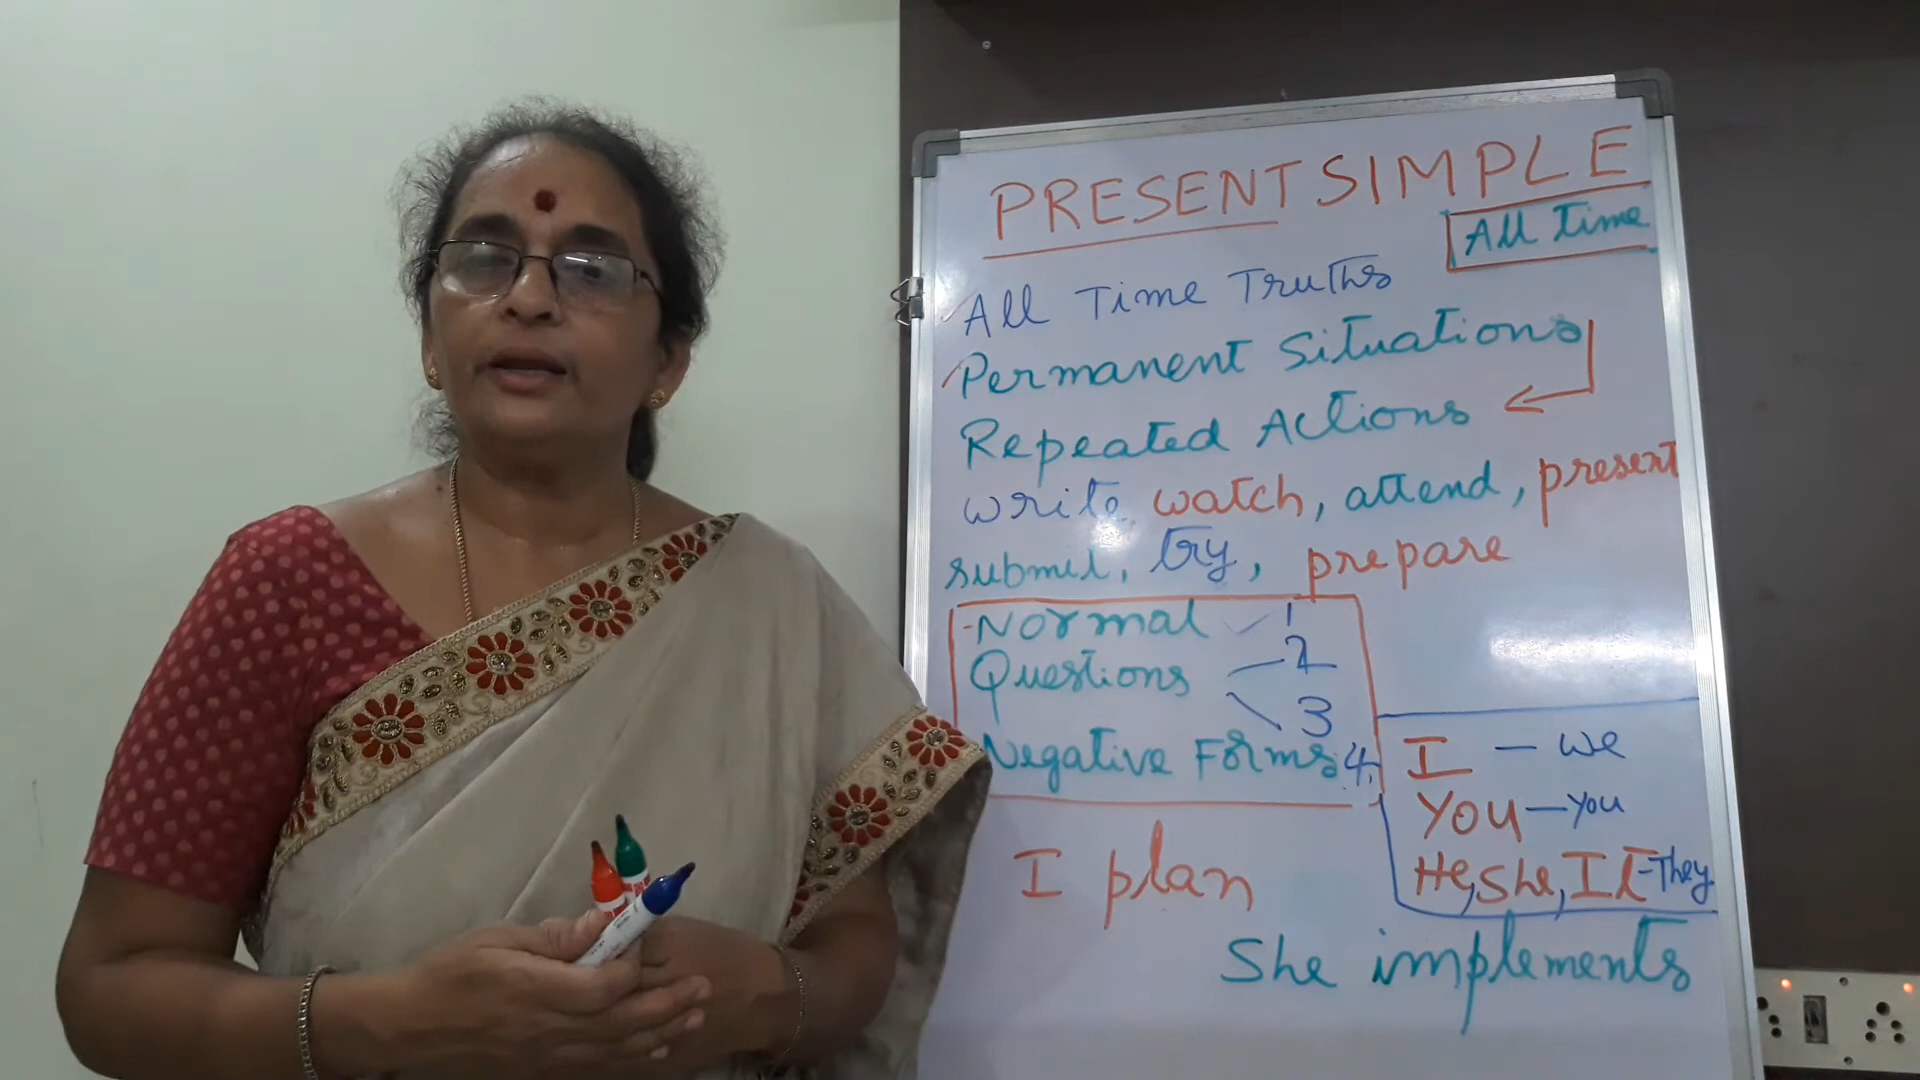 PRESENT SIMPLE
All Time
All Time Truths
Permanent Situations
Repeated Actions
write, watch, attend, present
submit, try, prepare
Normal 1
Questions 2
3
Negative Forms 4.
I - we
You - you
He, She, It - They
I plan
She implements